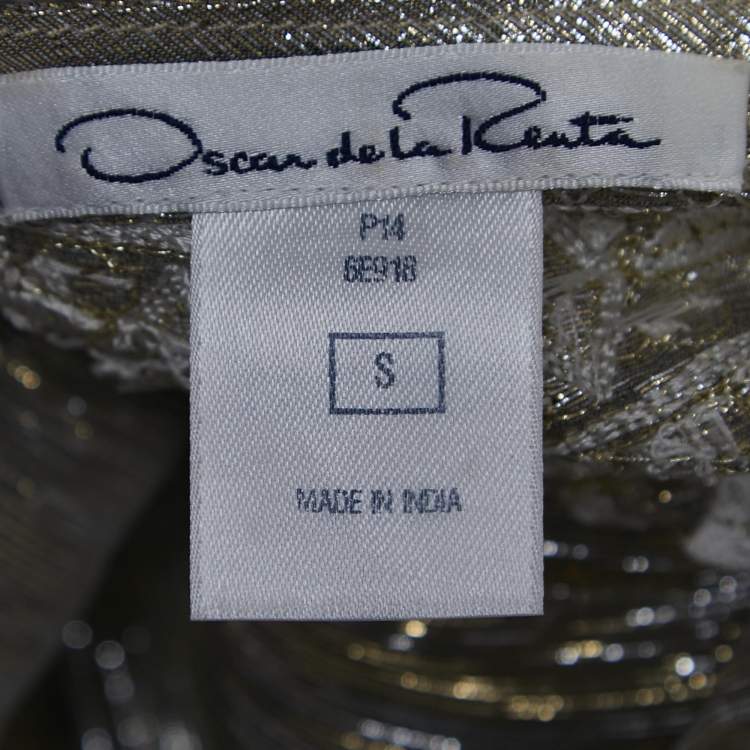 Oscar de la Renta
P14
6E918
S
MADE IN INDIA